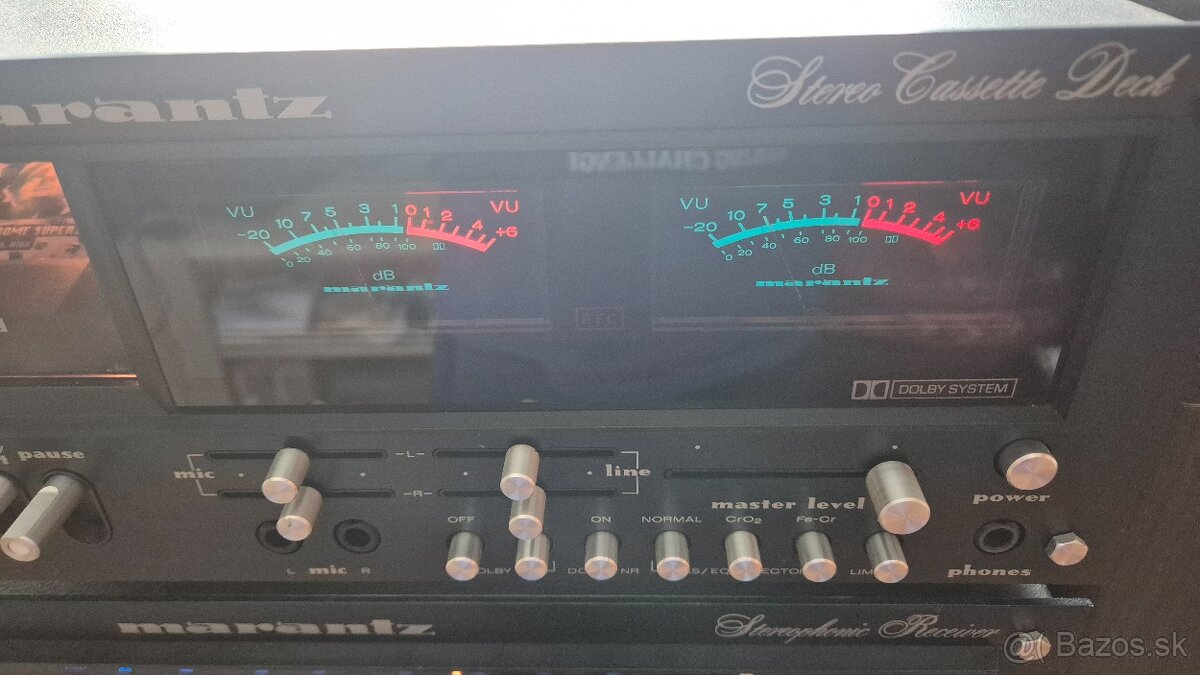 marantz
Stereo Cassette Deck
VU VU
-20 10 7 5 3 1 0 1 2 4 +6
0 20 40 60 80 100
dB
marantz
VU VU
-20 10 7 5 3 1 0 1 2 4 +6
0 20 40 60 80 100
dB
marantz
REC
DOLBY SYSTEM
pause
mic
-L-
-R-
line
master level
power
OFF
ON
NORMAL
CrO2
Fe-Cr
L mic R
NR
phones
marantz
Stereophonic Receiver
Bazos.sk